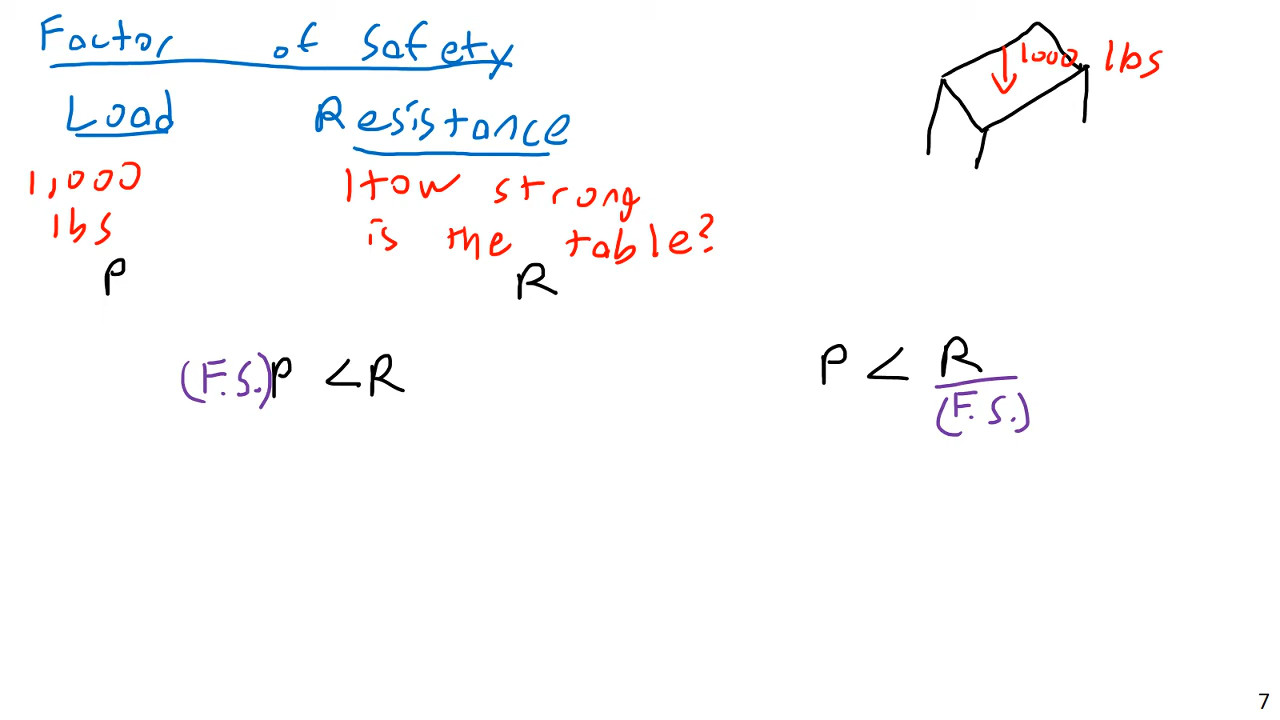 Factor of Safety
Load Resistance
1,000 How strong
lbs is the table?
P R
(F.S.)P < R
1000 lbs
P < R
(F.S.)
7